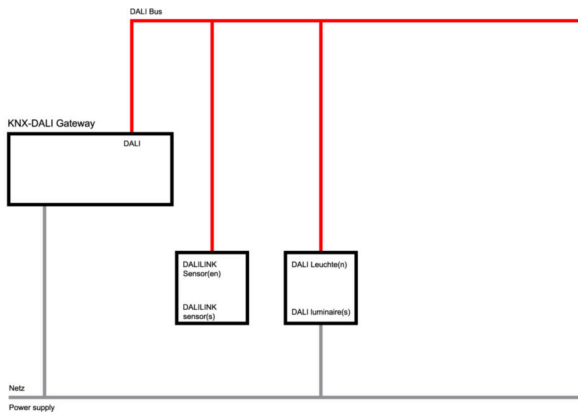 DALI Bus
KNX-DALI Gateway
DALI
DALILINK
Sensor(en)
DALILINK
sensor(s)
DALI Leuchte(n)
DALI luminaire(s)
Netz
Power supply